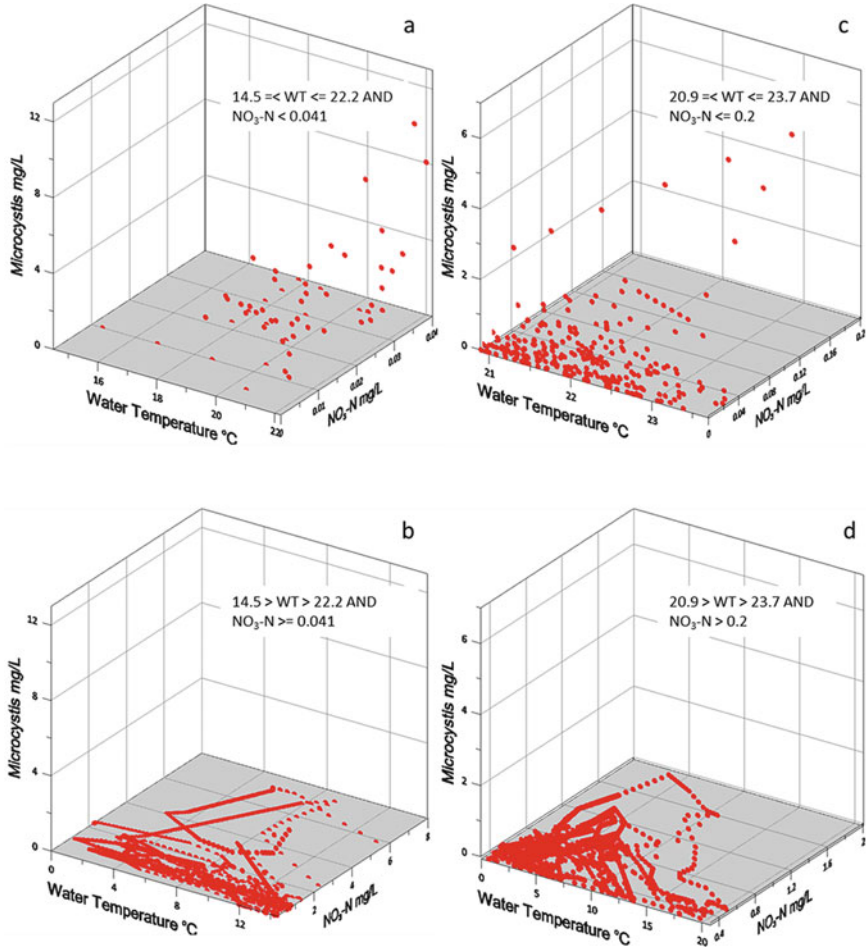 a
14.5 =< WT <= 22.2 AND
NO₃-N < 0.041
Microcystis mg/L
12
8
4
0
16
18
20
22
Water Temperature °C
0
0.01
0.02
0.03
0.04
NO₃-N mg/L
c
20.9 =< WT <= 23.7 AND
NO₃-N <= 0.2
Microcystis mg/L
6
4
2
0
21
22
23
Water Temperature °C
0
0.04
0.08
0.12
0.16
0.2
NO₃-N mg/L
b
14.5 > WT > 22.2 AND
NO₃-N >= 0.041
Microcystis mg/L
12
8
4
0
0
4
8
12
Water Temperature °C
2
4
6
8
NO₃-N mg/L
d
20.9 > WT > 23.7 AND
NO₃-N > 0.2
Microcystis mg/L
6
4
2
0
0
5
10
15
20
Water Temperature °C
0.4
0.8
1.2
1.6
2
NO₃-N mg/L